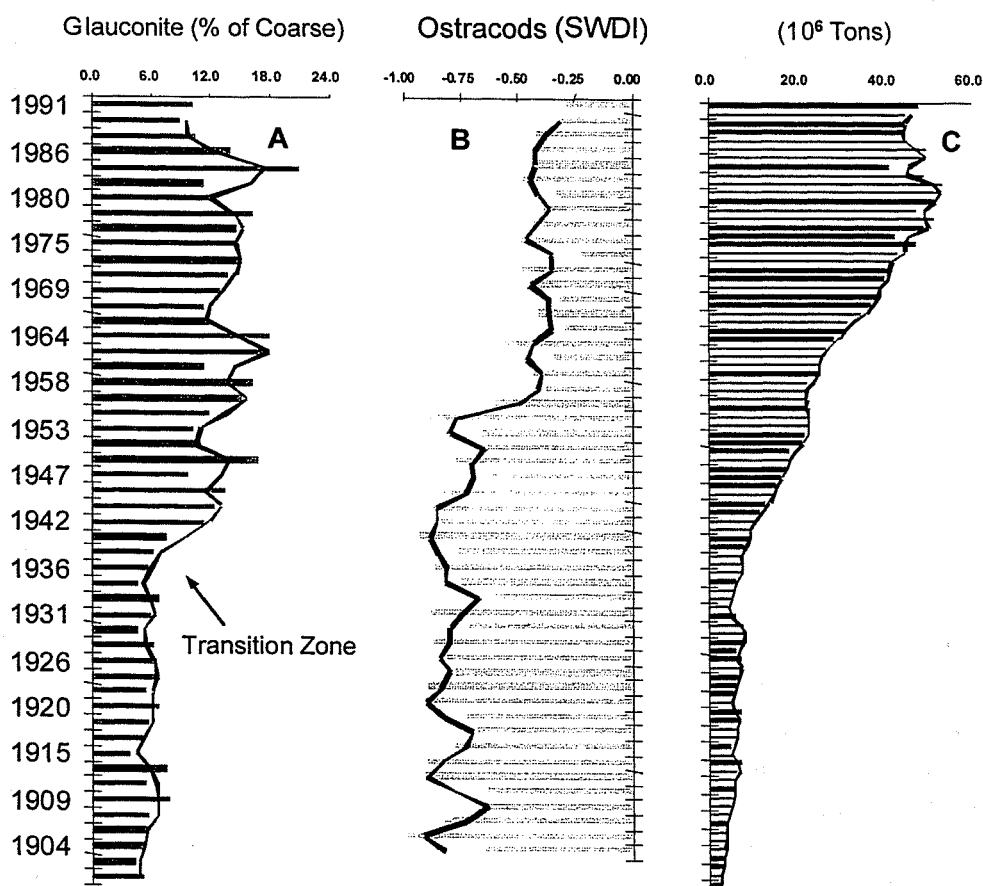 Glauconite (% of Coarse)
Ostracods (SWDI)
(10⁶ Tons)
0.0 6.0 12.0 18.0 24.0
-1.00 -0.75 -0.50 -0.25 0.00
0.0 20.0 40.0 60.0
A
B
C
1991
1986
1980
1975
1969
1964
1958
1953
1947
1942
1936
1931
1926
1920
1915
1909
1904
Transition Zone